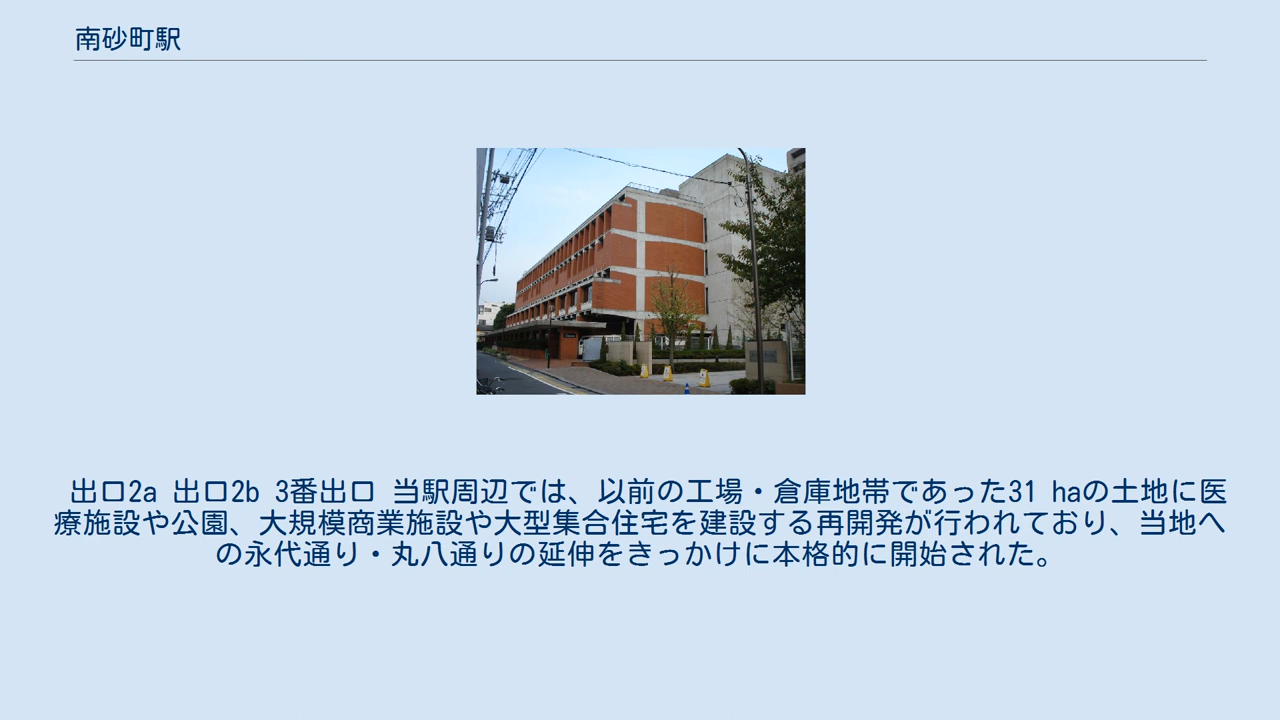 南砂町駅
出口2a 出口2b 3番出口 当駅周辺では、以前の工場・倉庫地帯であった31 haの土地に医
療施設や公園、大規模商業施設や大型集合住宅を建設する再開発が行われており、当地へ
の永代通り・丸八通りの延伸をきっかけに本格的に開始された。